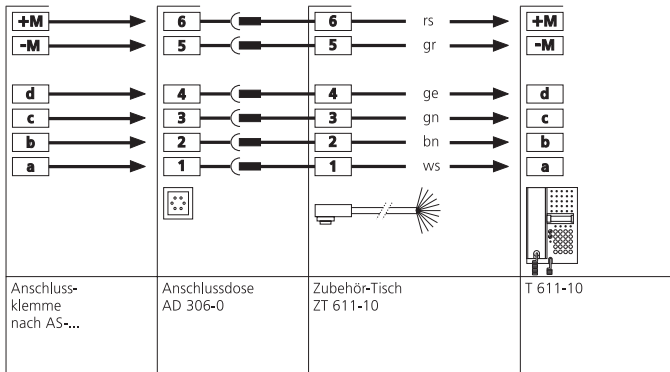 +M 6 6 rs +M
-M 5 5 gr -M
d 4 4 ge d
c 3 3 gn c
b 2 2 bn b
a 1 1 ws a
Anschluss-
klemme
nach AS-...
Anschlussdose
AD 306-0
Zubehör-Tisch
ZT 611-10
T 611-10